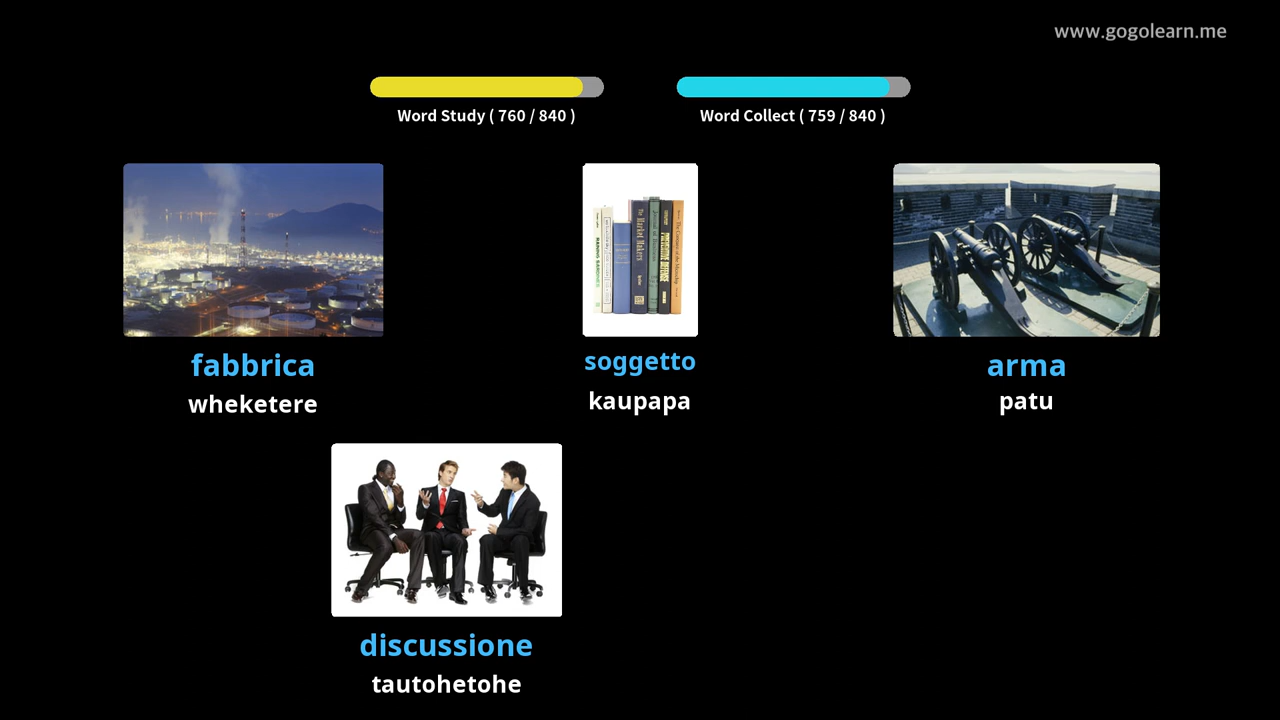 www.gogolearn.me
Word Study ( 760 / 840 )
Word Collect ( 759 / 840 )
fabbrica
wheketere
soggetto
kaupapa
arma
patu
discussione
tautohetohe